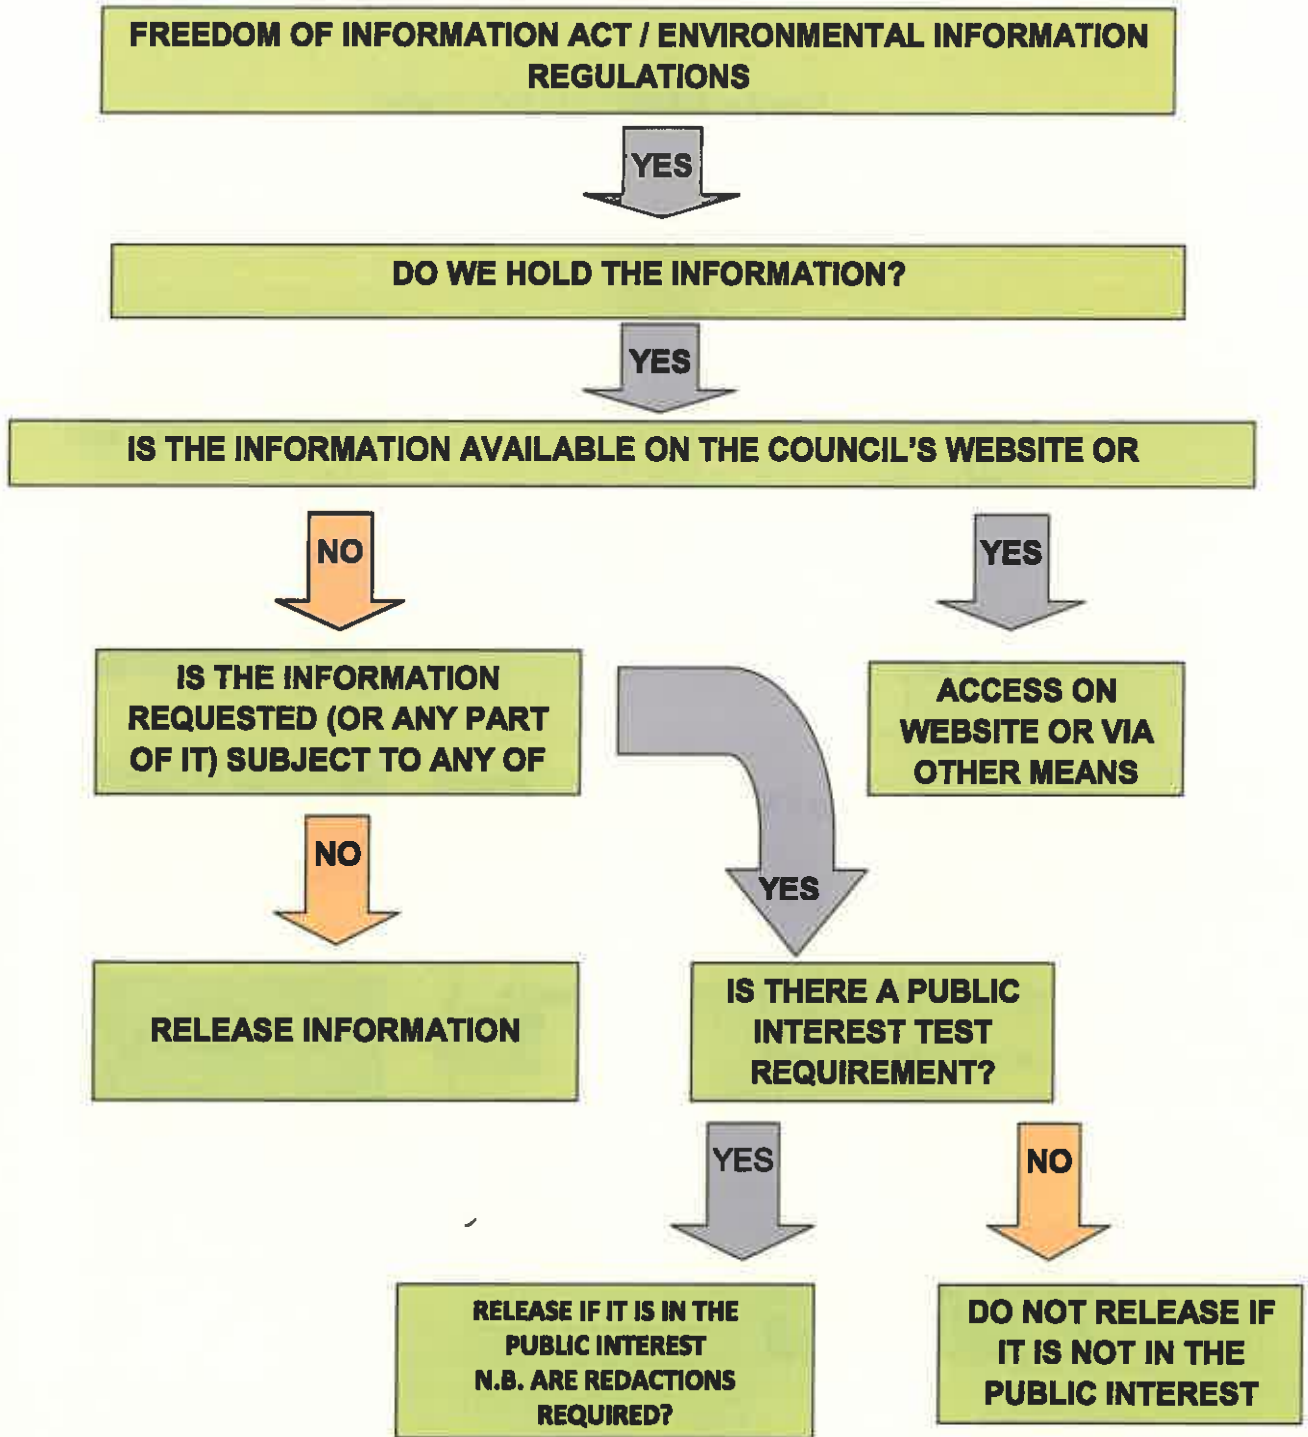 FREEDOM OF INFORMATION ACT / ENVIRONMENTAL INFORMATION
REGULATIONS
YES
DO WE HOLD THE INFORMATION?
YES
IS THE INFORMATION AVAILABLE ON THE COUNCIL'S WEBSITE OR
NO
YES
IS THE INFORMATION
REQUESTED (OR ANY PART
OF IT) SUBJECT TO ANY OF
ACCESS ON
WEBSITE OR VIA
OTHER MEANS
NO
YES
RELEASE INFORMATION
IS THERE A PUBLIC
INTEREST TEST
REQUIREMENT?
YES
NO
RELEASE IF IT IS IN THE
PUBLIC INTEREST
N.B. ARE REDACTIONS
REQUIRED?
DO NOT RELEASE IF
IT IS NOT IN THE
PUBLIC INTEREST